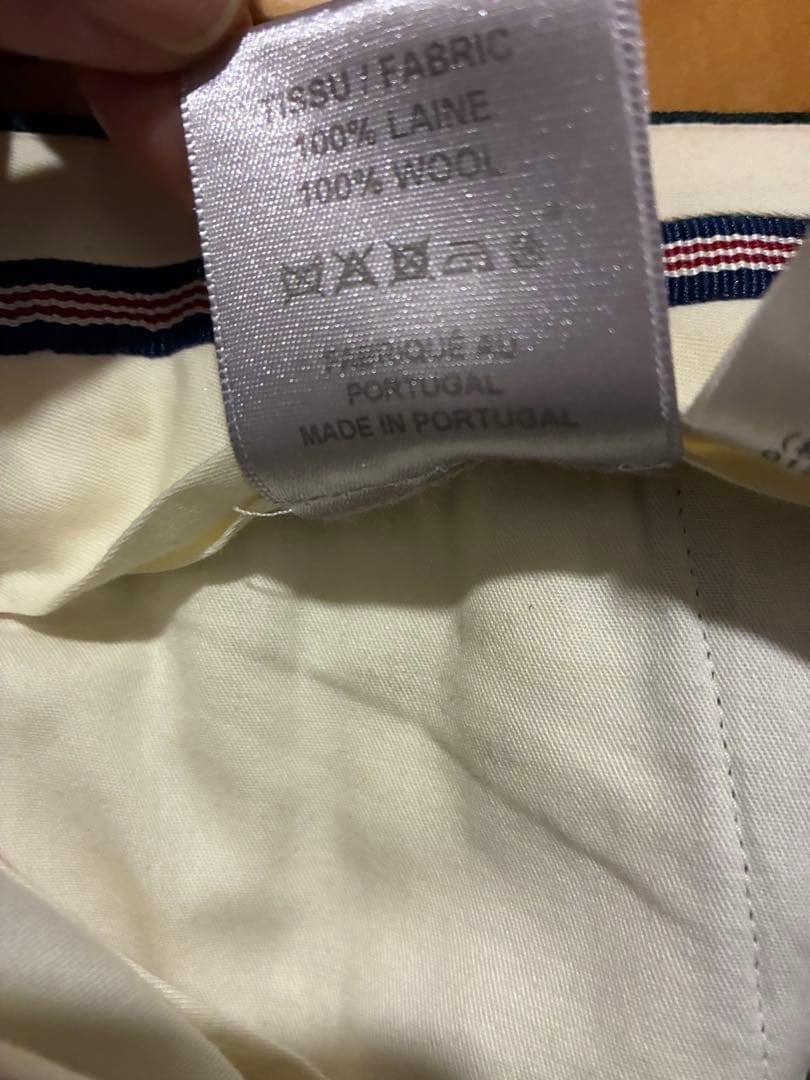 TISSU / FABRIC
100% LAINE
100% WOOL
FABRIQUÉ AU
PORTUGAL
MADE IN PORTUGAL